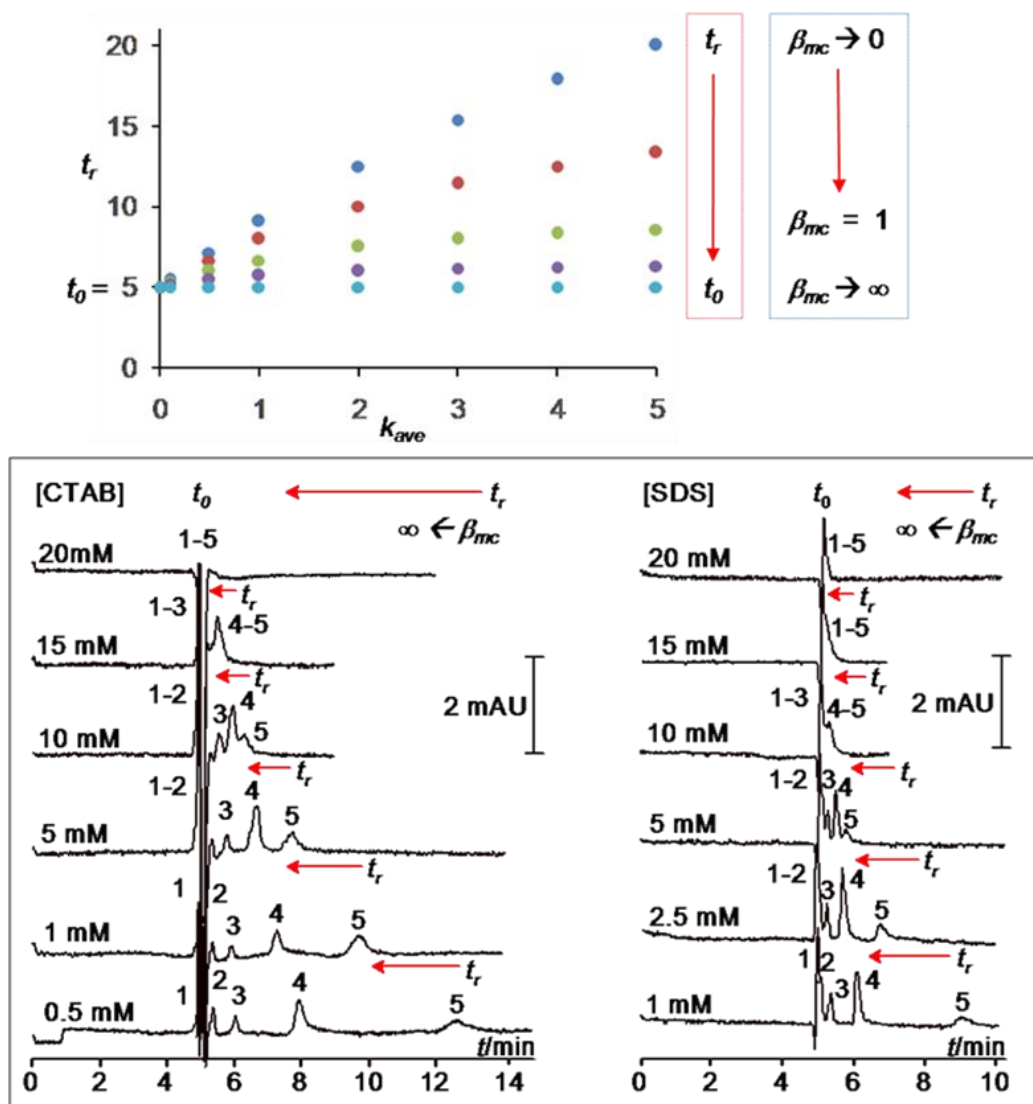 20
15
10
5
0
t_r
t_0 =
0 1 2 3 4 5
k_ave
t_r
t_0
β_mc → 0
β_mc = 1
β_mc → ∞
[CTAB] t_0 t_r
∞ ← β_mc
1-5
20mM
t_r
1-3
4-5
15 mM
t_r
1-2
3 4 5
10 mM
t_r
1-2
3 4 5
5 mM
t_r
1 2 3 4 5
1 mM
t_r
1 2 3 4 5
0.5 mM
2 mAU
t/min
0 2 4 6 8 10 12 14
[SDS] t_0 t_r
∞ ← β_mc
1-5
20 mM
t_r
1-5
15 mM
t_r
1-3
4-5
10 mM
t_r
1-2
3 4 5
5 mM
t_r
1-2
3 4 5
2.5 mM
t_r
1 2 3 4 5
1 mM
2 mAU
t/min
0 2 4 6 8 10